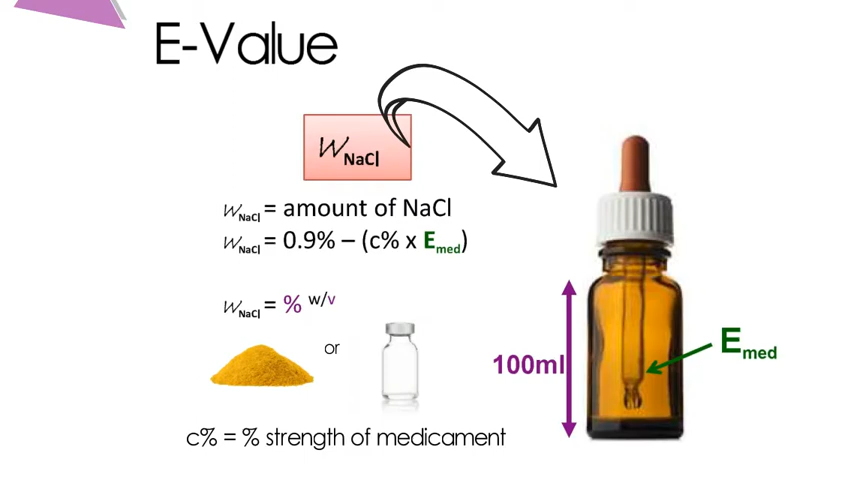 E-Value
WNaCl
WNaCl = amount of NaCl
WNaCl = 0.9% – (c% x Emed)
WNaCl = % w/v
or
100ml
Emed
c% = % strength of medicament